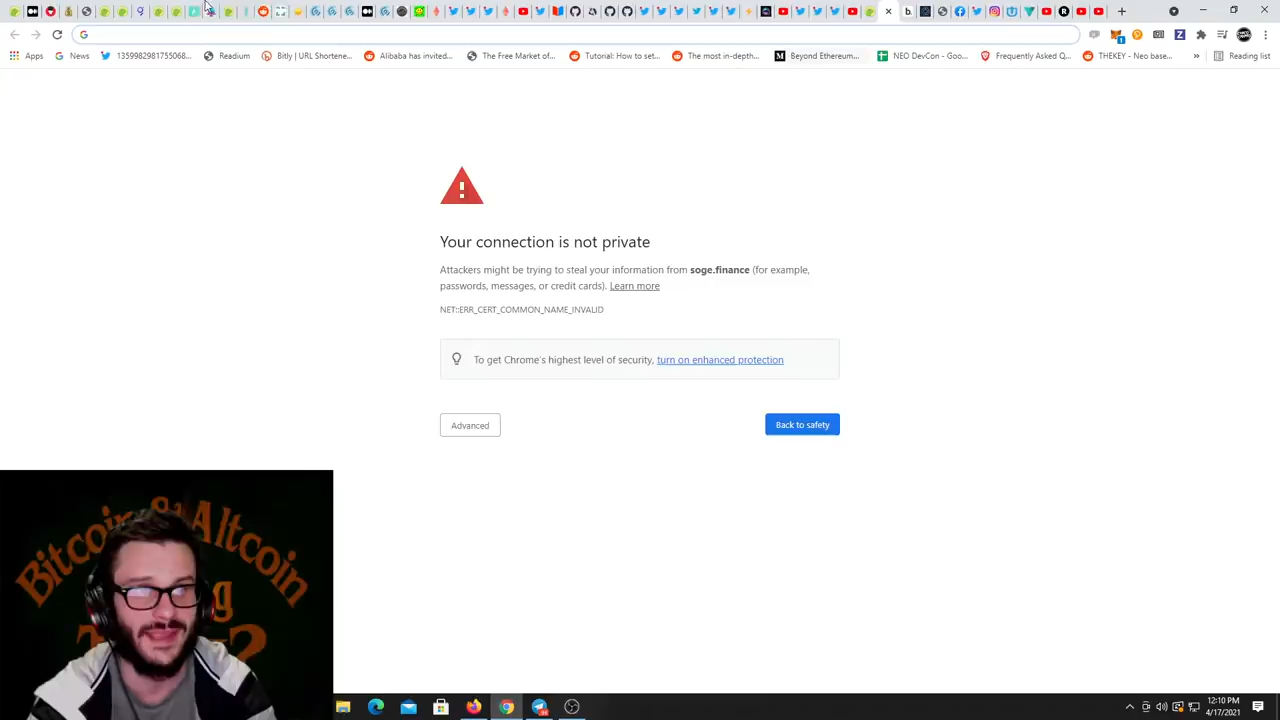 Apps
News
1359982981755068...
Readium
Bitly | URL Shortene...
Alibaba has invited...
The Free Market of...
Tutorial: How to set...
The most in-depth...
Beyond Ethereum...
NEO DevCon - Goo...
Frequently Asked Q...
THEKEY - Neo base...
»
Reading list
Your connection is not private
Attackers might be trying to steal your information from soge.finance (for example,
passwords, messages, or credit cards). Learn more
NET::ERR_CERT_COMMON_NAME_INVALID
To get Chrome's highest level of security, turn on enhanced protection
Advanced
Back to safety
Bitcoin & Altcoin
12:10 PM
4/17/2021